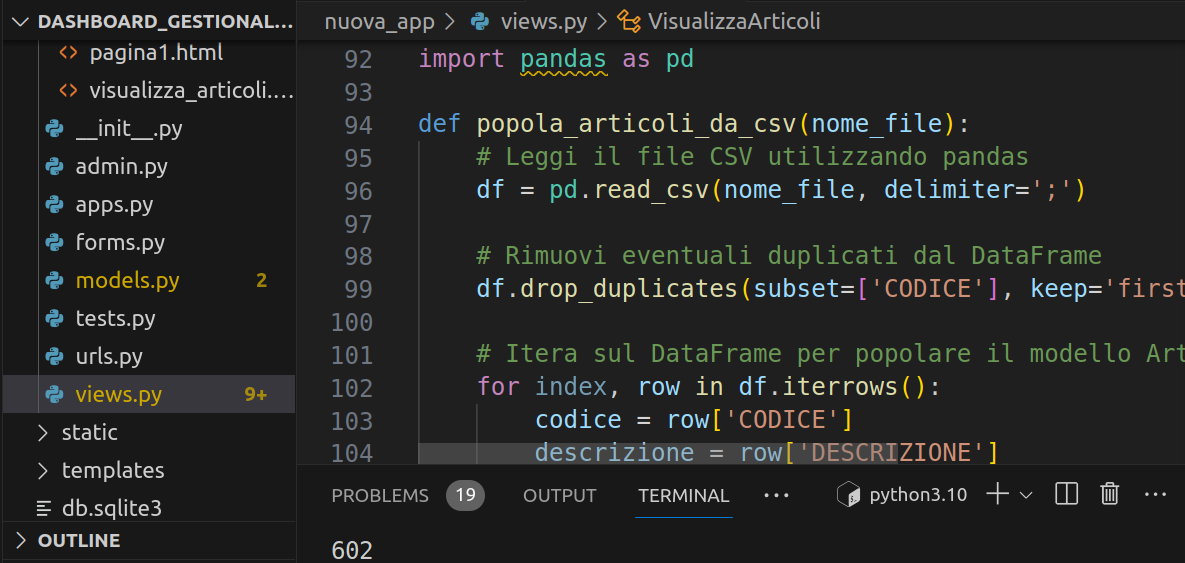 DASHBOARD_GESTIONAL...
pagina1.html
visualizza_articoli....
__init__.py
admin.py
apps.py
forms.py
models.py 2
tests.py
urls.py
views.py 9+
static
templates
db.sqlite3
OUTLINE
nuova_app > views.py > VisualizzaArticoli
92 import pandas as pd
93
94 def popola_articoli_da_csv(nome_file):
95 # Leggi il file CSV utilizzando pandas
96 df = pd.read_csv(nome_file, delimiter=';')
97
98 # Rimuovi eventuali duplicati dal DataFrame
99 df.drop_duplicates(subset=['CODICE'], keep='first
100
101 # Itera sul DataFrame per popolare il modello Art
102 for index, row in df.iterrows():
103 codice = row['CODICE']
104 descrizione = row['DESCRIZIONE']
PROBLEMS 19 OUTPUT TERMINAL ... python3.10 ...
602